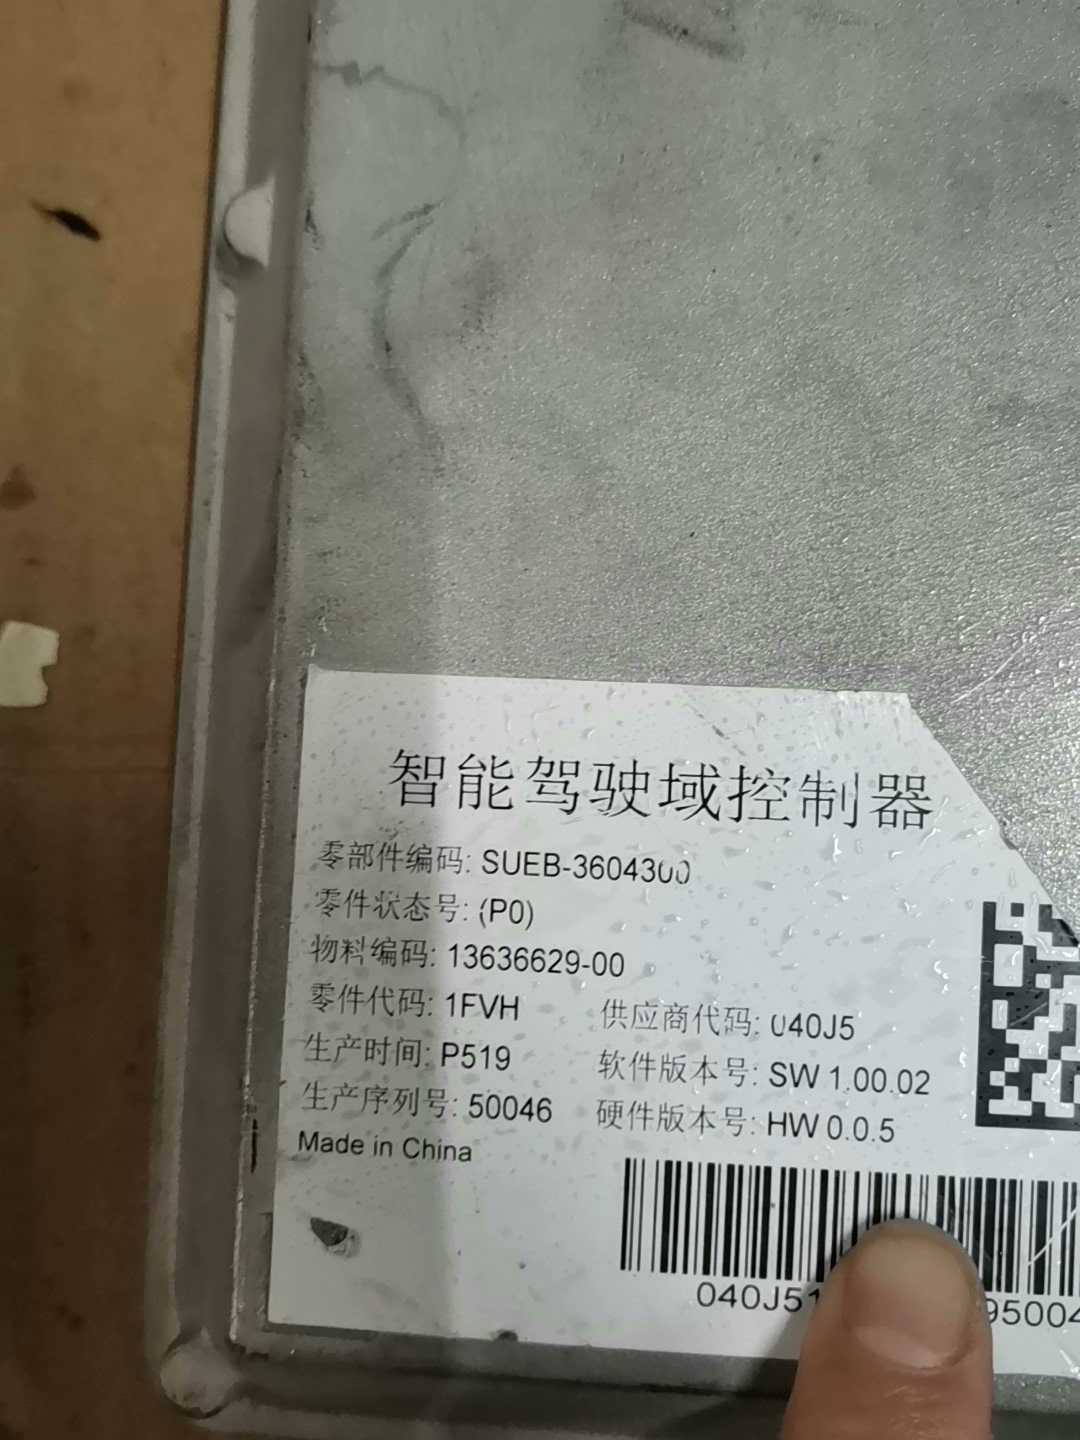 智能驾驶域控制器
零部件编码: SUEB-3604300
零件状态号: (P0)
物料编码: 13636629-00
零件代码: 1FVH 供应商代码: 040J5
生产时间: P519 软件版本号: SW 1.00.02
生产序列号: 50046 硬件版本号: HW 0.0.5
Made in China
040J51 95004